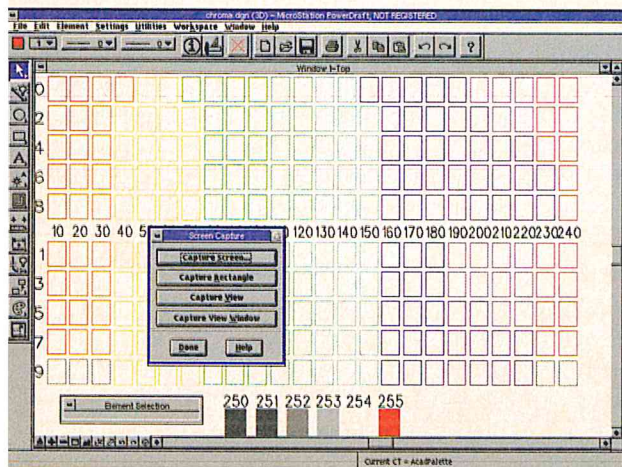 chroma.dgn (3D) - MicroStation PowerDraft, NOT REGISTERED
File Edit Element Settings Utilities Workspace Window Help
1 0 0 ?
Window 1-Top
0
2
4
6
8
10 20 30 40 5 120 130 140 150 160 170 180 190 200 210 220 230 240
Screen Capture
Capture Screen...
Capture Rectangle
Capture View
Capture View Window
Done Help
1
3
5
7
9
Element Selection
250 251 252 253 254 255
Current CT = AcadPalette